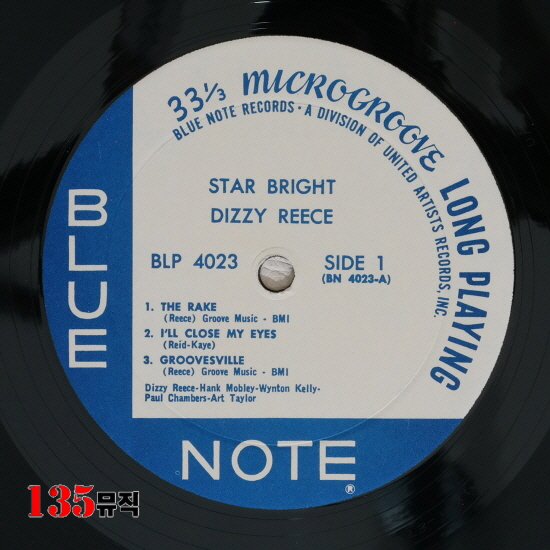 33⅓ MICROGROOVE LONG PLAYING
BLUE NOTE RECORDS • A DIVISION OF UNITED ARTISTS RECORDS, INC.
STAR BRIGHT
DIZZY REECE
BLP 4023
SIDE 1
(BN 4023-A)
1. THE RAKE
(Reece) Groove Music - BMI
2. I'LL CLOSE MY EYES
(Reid-Kaye)
3. GROOVESVILLE
(Reece) Groove Music - BMI
Dizzy Reece-Hank Mobley-Wynton Kelly-
Paul Chambers-Art Taylor
BLUE
NOTE®
135뮤직